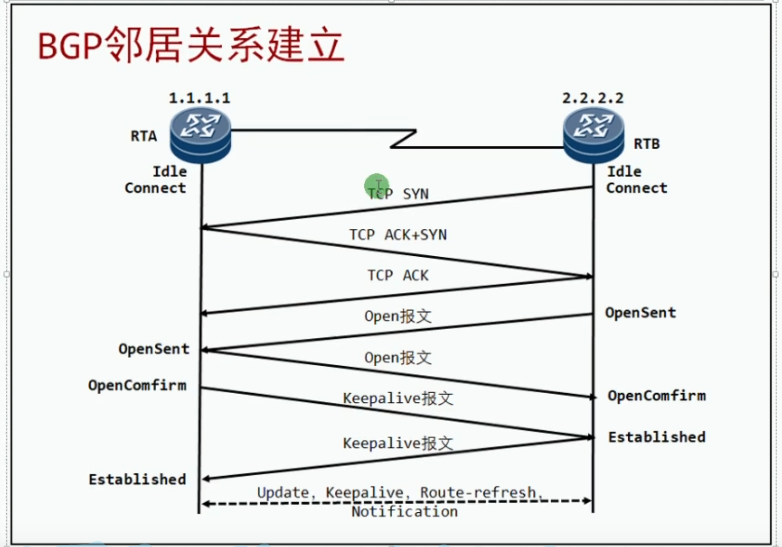 BGP邻居关系建立
1.1.1.1
2.2.2.2
RTA
RTB
Idle
Connect
Idle
Connect
TCP SYN
TCP ACK+SYN
TCP ACK
Open报文
OpenSent
OpenSent
Open报文
OpenComfirm
Keepalive报文
OpenComfirm
Keepalive报文
Established
Established
Update、Keepalive、Route-refresh、
Notification